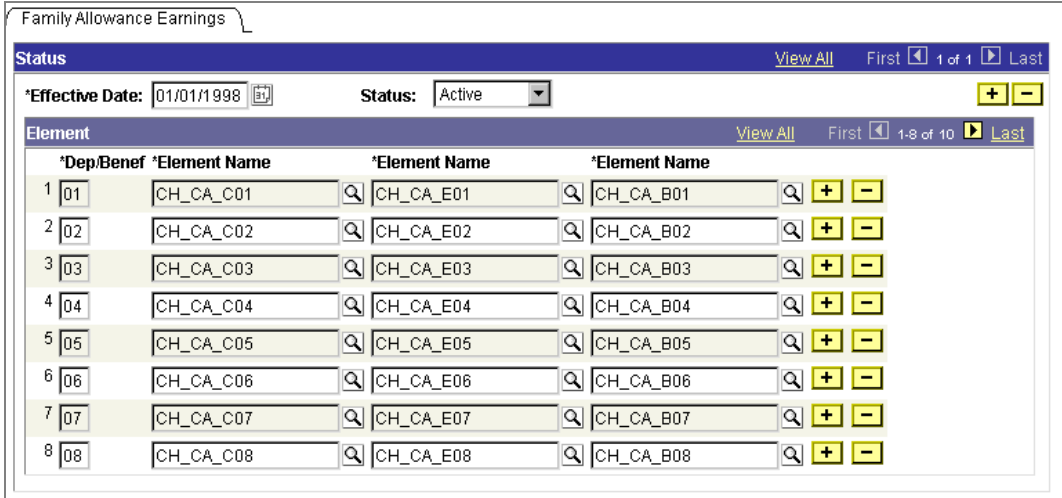 Family Allowance Earnings
Status View All First 1 of 1 Last
*Effective Date: 01/01/1998 Status: Active
Element View All First 1-8 of 10 Last
*Dep/Benef *Element Name *Element Name *Element Name
1 01 CH_CA_C01 CH_CA_E01 CH_CA_B01
2 02 CH_CA_C02 CH_CA_E02 CH_CA_B02
3 03 CH_CA_C03 CH_CA_E03 CH_CA_B03
4 04 CH_CA_C04 CH_CA_E04 CH_CA_B04
5 05 CH_CA_C05 CH_CA_E05 CH_CA_B05
6 06 CH_CA_C06 CH_CA_E06 CH_CA_B06
7 07 CH_CA_C07 CH_CA_E07 CH_CA_B07
8 08 CH_CA_C08 CH_CA_E08 CH_CA_B08